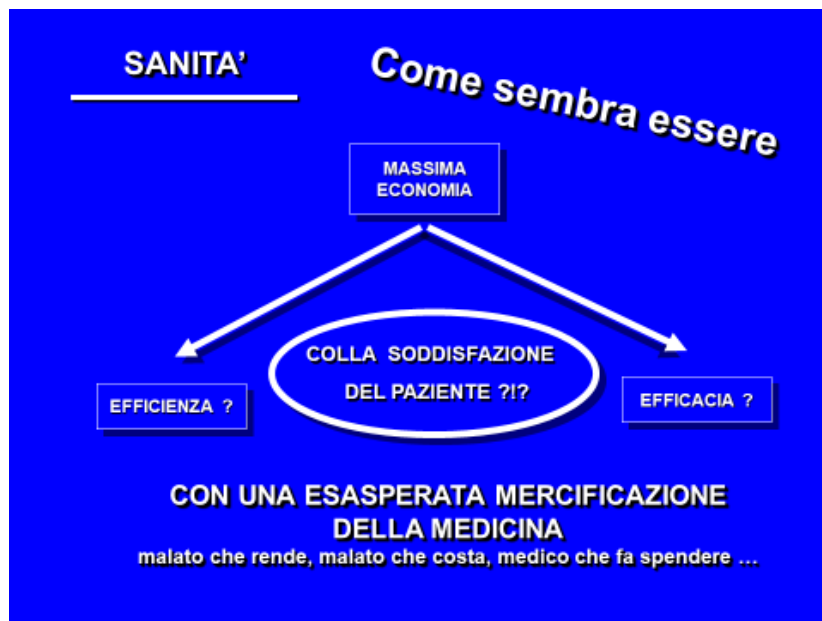 SANITA'
Come sembra essere
MASSIMA
ECONOMIA
COLLA SODDISFAZIONE
DEL PAZIENTE ?!?
EFFICIENZA ?
EFFICACIA ?
CON UNA ESASPERATA MERCIFICAZIONE
DELLA MEDICINA
malato che rende, malato che costa, medico che fa spendere ...